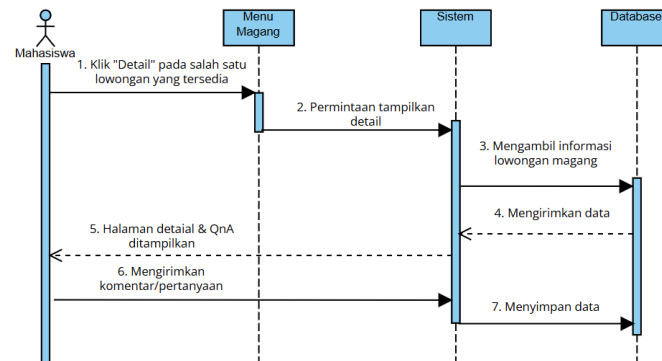 Mahasiswa
Menu
Magang
Sistem
Database
1. Klik "Detail" pada salah satu
lowongan yang tersedia
2. Permintaan tampilkan
detail
3. Mengambil informasi
lowongan magang
4. Mengirimkan data
5. Halaman detaial & QnA
ditampilkan
6. Mengirimkan
komentar/pertanyaan
7. Menyimpan data